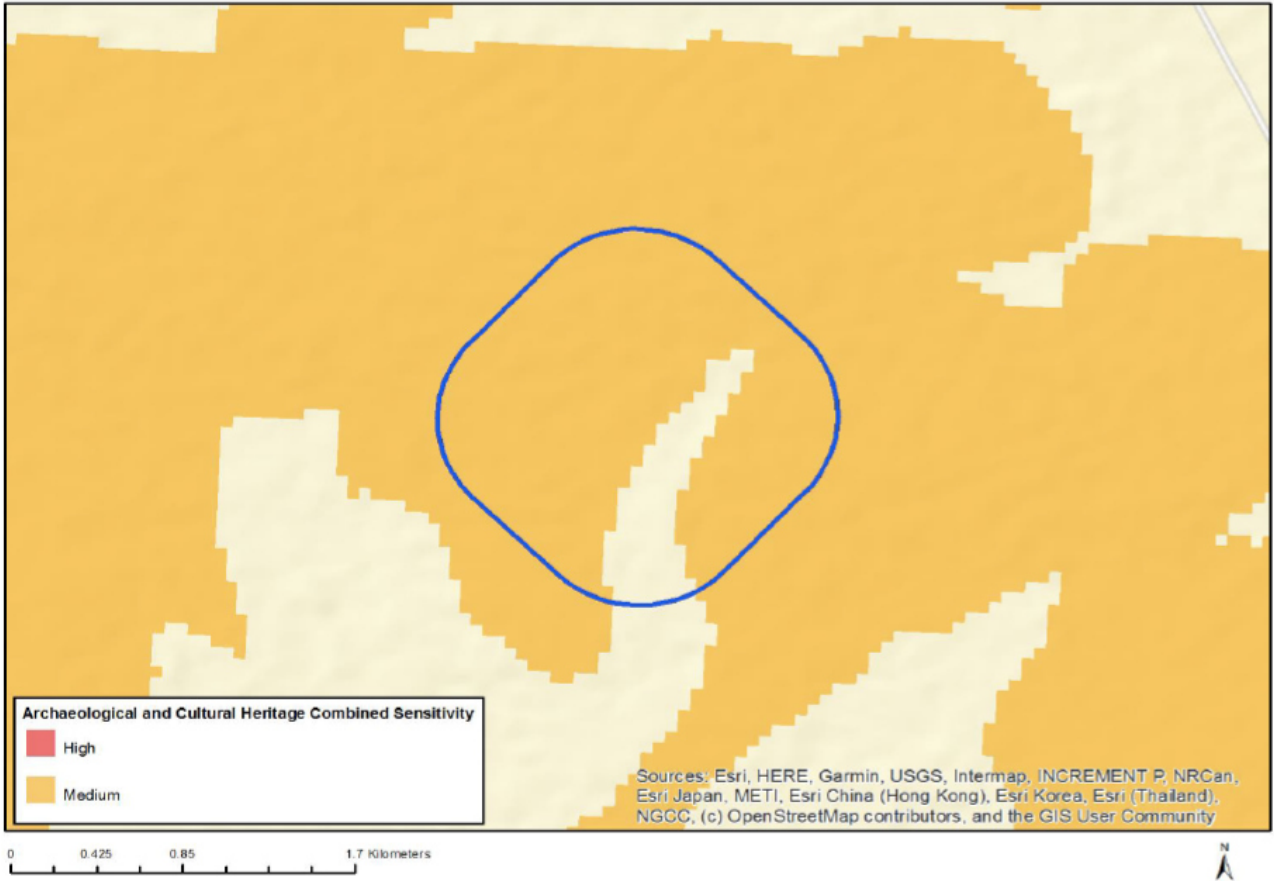 Archaeological and Cultural Heritage Combined Sensitivity
High
Medium
Sources: Esri, HERE, Garmin, USGS, Intermap, INCREMENT P, NRCan,
Esri Japan, METI, Esri China (Hong Kong), Esri Korea, Esri (Thailand),
NGCC, (c) OpenStreetMap contributors, and the GIS User Community
0 0.425 0.85 1.7 Kilometers
N